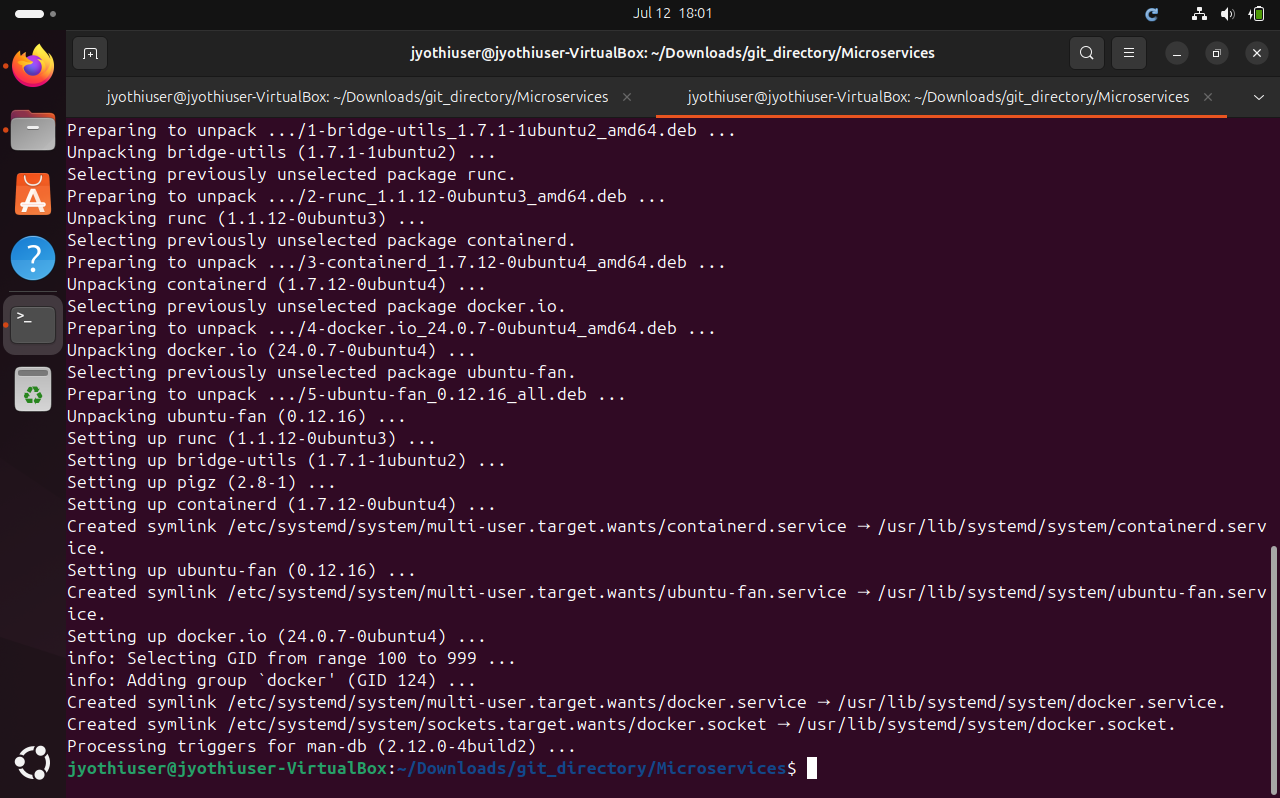 Jul 12 18:01
jyothiuser@jyothiuser-VirtualBox: ~/Downloads/git_directory/Microservices
jyothiuser@jyothiuser-VirtualBox: ~/Downloads/git_directory/Microservices
jyothiuser@jyothiuser-VirtualBox: ~/Downloads/git_directory/Microservices
Preparing to unpack .../1-bridge-utils_1.7.1-1ubuntu2_amd64.deb ...
Unpacking bridge-utils (1.7.1-1ubuntu2) ...
Selecting previously unselected package runc.
Preparing to unpack .../2-runc_1.1.12-0ubuntu3_amd64.deb ...
Unpacking runc (1.1.12-0ubuntu3) ...
Selecting previously unselected package containerd.
Preparing to unpack .../3-containerd_1.7.12-0ubuntu4_amd64.deb ...
Unpacking containerd (1.7.12-0ubuntu4) ...
Selecting previously unselected package docker.io.
Preparing to unpack .../4-docker.io_24.0.7-0ubuntu4_amd64.deb ...
Unpacking docker.io (24.0.7-0ubuntu4) ...
Selecting previously unselected package ubuntu-fan.
Preparing to unpack .../5-ubuntu-fan_0.12.16_all.deb ...
Unpacking ubuntu-fan (0.12.16) ...
Setting up runc (1.1.12-0ubuntu3) ...
Setting up bridge-utils (1.7.1-1ubuntu2) ...
Setting up pigz (2.8-1) ...
Setting up containerd (1.7.12-0ubuntu4) ...
Created symlink /etc/systemd/system/multi-user.target.wants/containerd.service → /usr/lib/systemd/system/containerd.serv
ice.
Setting up ubuntu-fan (0.12.16) ...
Created symlink /etc/systemd/system/multi-user.target.wants/ubuntu-fan.service → /usr/lib/systemd/system/ubuntu-fan.serv
ice.
Setting up docker.io (24.0.7-0ubuntu4) ...
info: Selecting GID from range 100 to 999 ...
info: Adding group `docker' (GID 124) ...
Created symlink /etc/systemd/system/multi-user.target.wants/docker.service → /usr/lib/systemd/system/docker.service.
Created symlink /etc/systemd/system/sockets.target.wants/docker.socket → /usr/lib/systemd/system/docker.socket.
Processing triggers for man-db (2.12.0-4build2) ...
jyothiuser@jyothiuser-VirtualBox:~/Downloads/git_directory/Microservices$